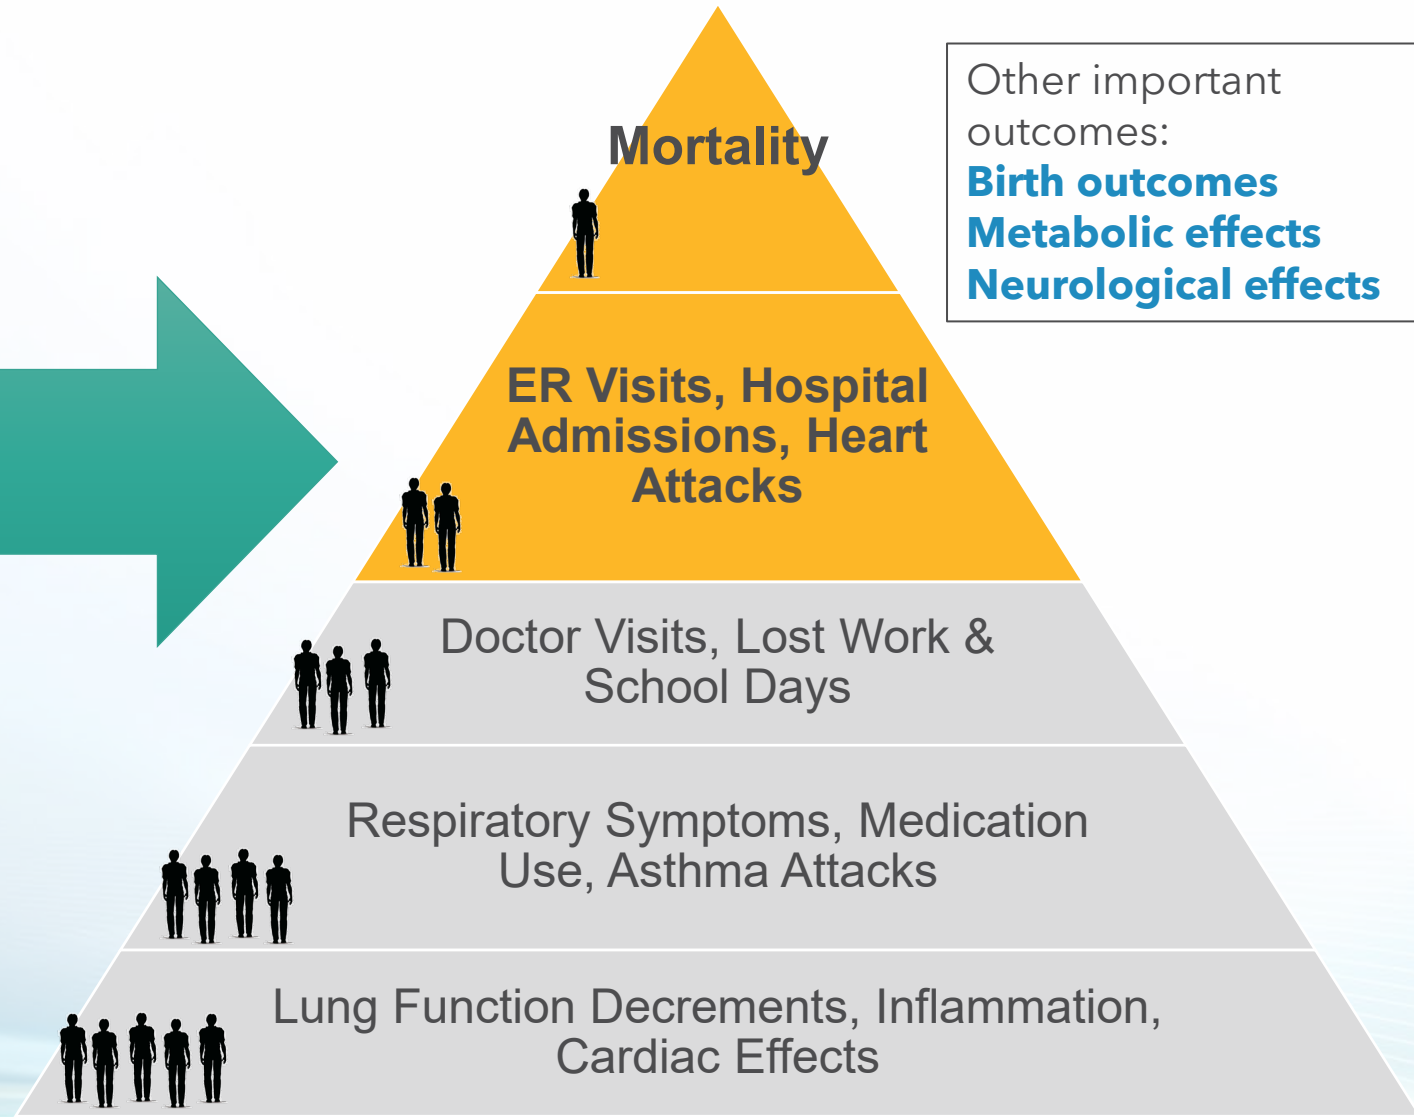 Mortality
Other important
outcomes:
Birth outcomes
Metabolic effects
Neurological effects
ER Visits, Hospital
Admissions, Heart
Attacks
Doctor Visits, Lost Work &
School Days
Respiratory Symptoms, Medication
Use, Asthma Attacks
Lung Function Decrements, Inflammation,
Cardiac Effects